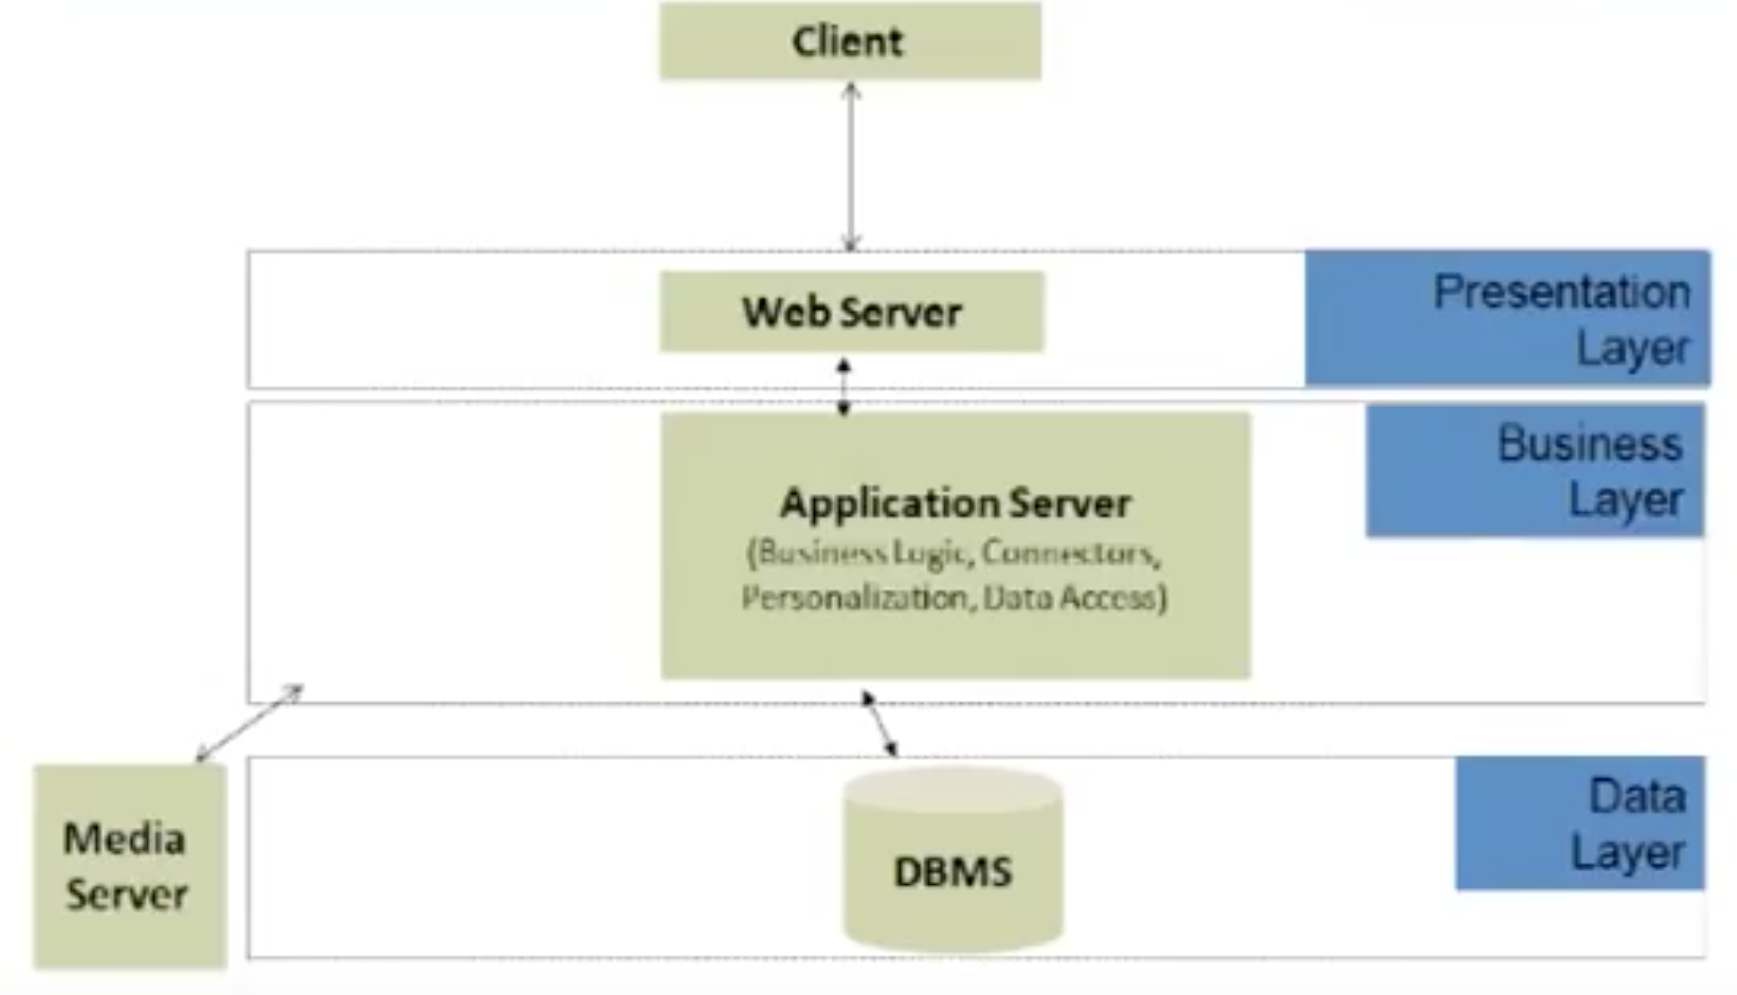 Client
Web Server
Presentation
Layer
Business
Layer
Application Server
(Business Logic, Connectors,
Personalization, Data Access)
Media
Server
DBMS
Data
Layer